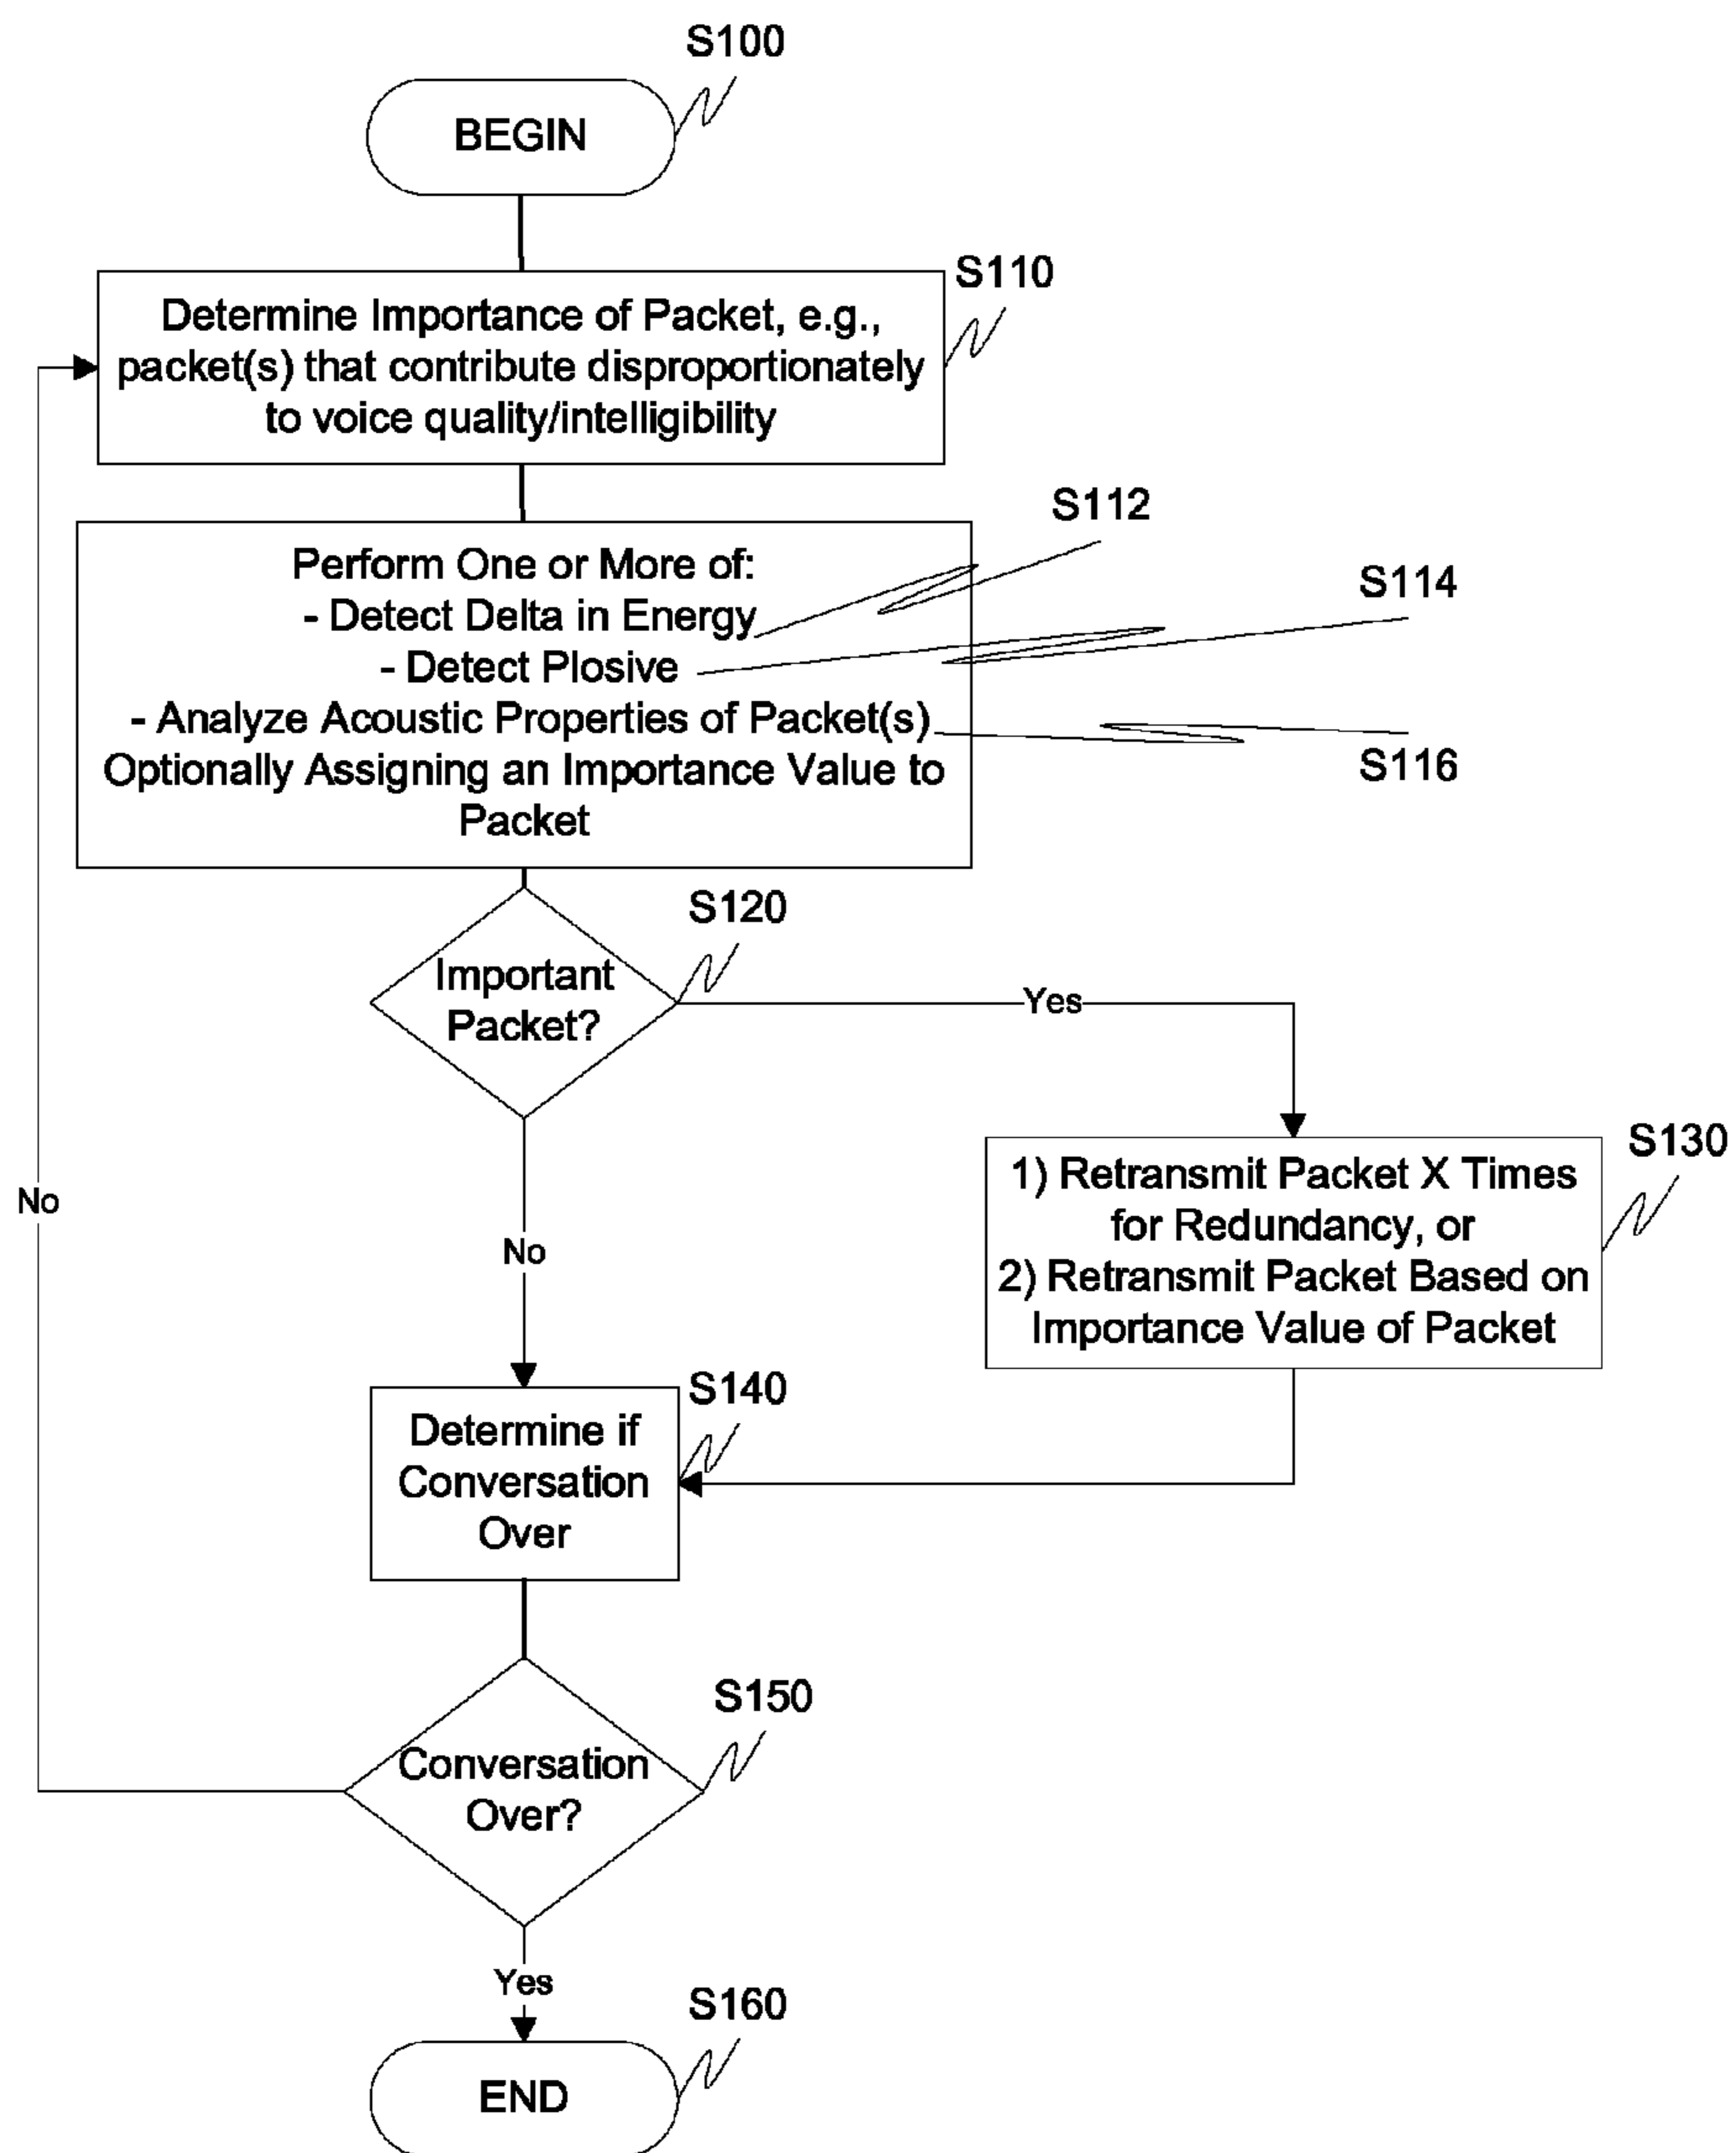 S100
BEGIN
S110
Determine Importance of Packet, e.g.,
packet(s) that contribute disproportionately
to voice quality/intelligibility
S112
Perform One or More of:
- Detect Delta in Energy
S114
- Detect Plosive
- Analyze Acoustic Properties of Packet(s)
S116
Optionally Assigning an Importance Value to
Packet
S120
Important
Packet?
Yes
S130
1) Retransmit Packet X Times
for Redundancy, or
2) Retransmit Packet Based on
Importance Value of Packet
No
No
S140
Determine if
Conversation
Over
S150
Conversation
Over?
Yes
S160
END